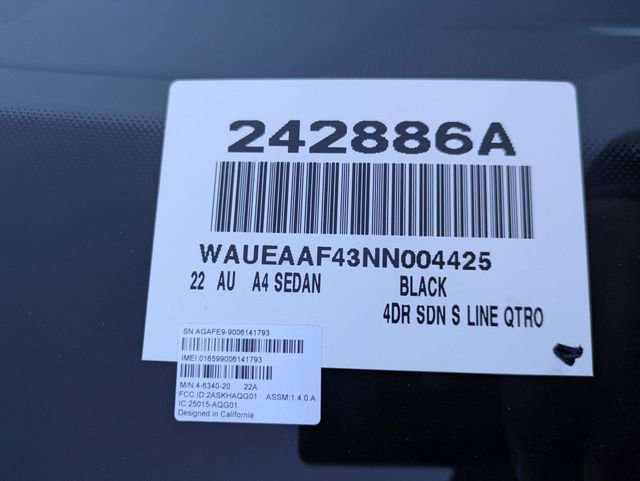 242886A
WAUEAAF43NN004425
22 AU A4 SEDAN BLACK
4DR SDN S LINE QTRO
SN:AGAFE9-9006141793
IMEI:016599006141793
M/N:4-6340-20 22A
FCC ID:2ASKHAQG01 ASSM:1.4.0.A
IC:25015-AQG01
Designed in California